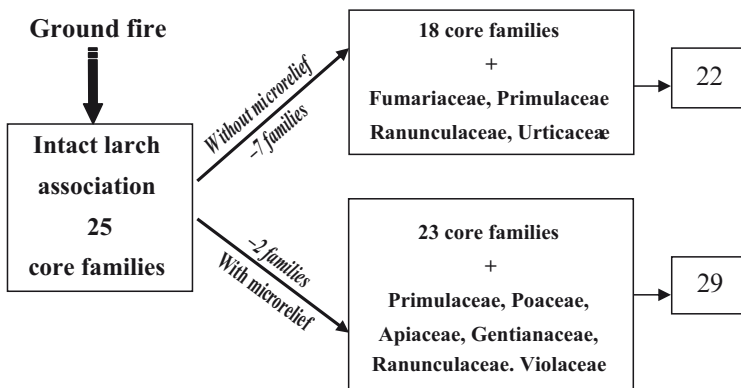 Ground fire
Intact larch
association
25
core families
Without microrelief
–7 families
18 core families
+
Fumariaceae, Primulaceae
Ranunculaceae, Urticaceæ
22
–2 families
With microrelief
23 core families
+
Primulaceae, Poaceae,
Apiaceae, Gentianaceae,
Ranunculaceae. Violaceae
29